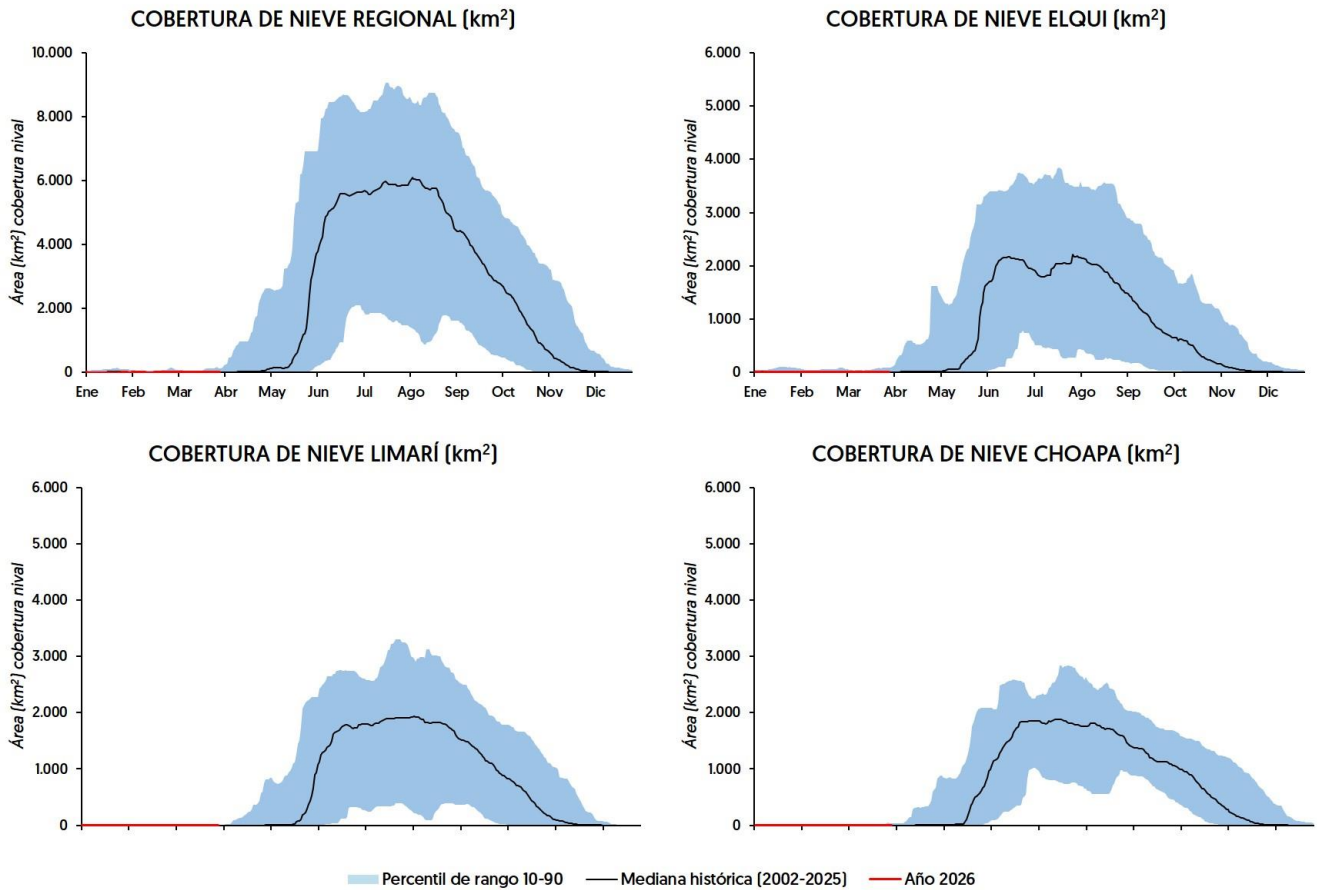 COBERTURA DE NIEVE REGIONAL (km²)
Área (km²) cobertura nival
10.000
8.000
6.000
4.000
2.000
0
Ene Feb Mar Abr May Jun Jul Ago Sep Oct Nov Dic
COBERTURA DE NIEVE ELQUI (km²)
Área (km²) cobertura nival
6.000
5.000
4.000
3.000
2.000
1.000
0
Ene Feb Mar Abr May Jun Jul Ago Sep Oct Nov Dic
COBERTURA DE NIEVE LIMARÍ (km²)
Área (km²) cobertura nival
6.000
5.000
4.000
3.000
2.000
1.000
0
COBERTURA DE NIEVE CHOAPA (km²)
Área (km²) cobertura nival
6.000
5.000
4.000
3.000
2.000
1.000
0
Percentil de rango 10-90 Mediana histórica (2002-2025) Año 2026